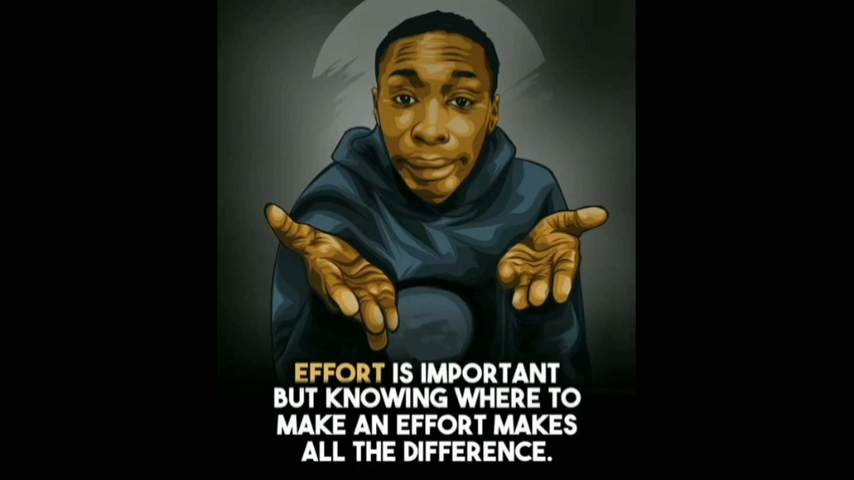 EFFORT IS IMPORTANT
BUT KNOWING WHERE TO
MAKE AN EFFORT MAKES
ALL THE DIFFERENCE.